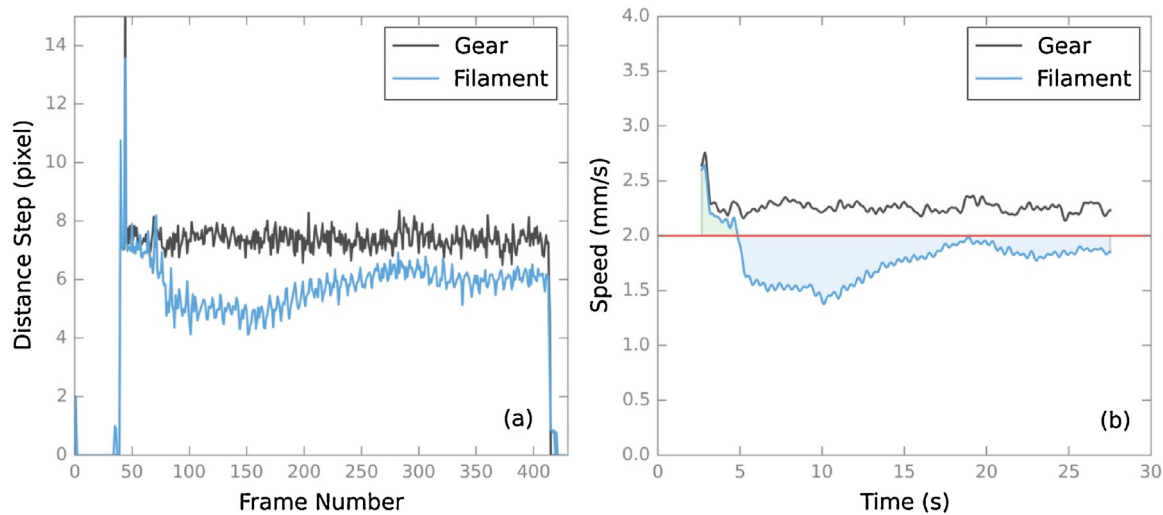 14
12
10
8
6
4
2
0
Distance Step (pixel)
0 50 100 150 200 250 300 350 400
Frame Number
Gear
Filament
(a)
4.0
3.5
3.0
2.5
2.0
1.5
1.0
0.5
0.0
Speed (mm/s)
0 5 10 15 20 25 30
Time (s)
Gear
Filament
(b)